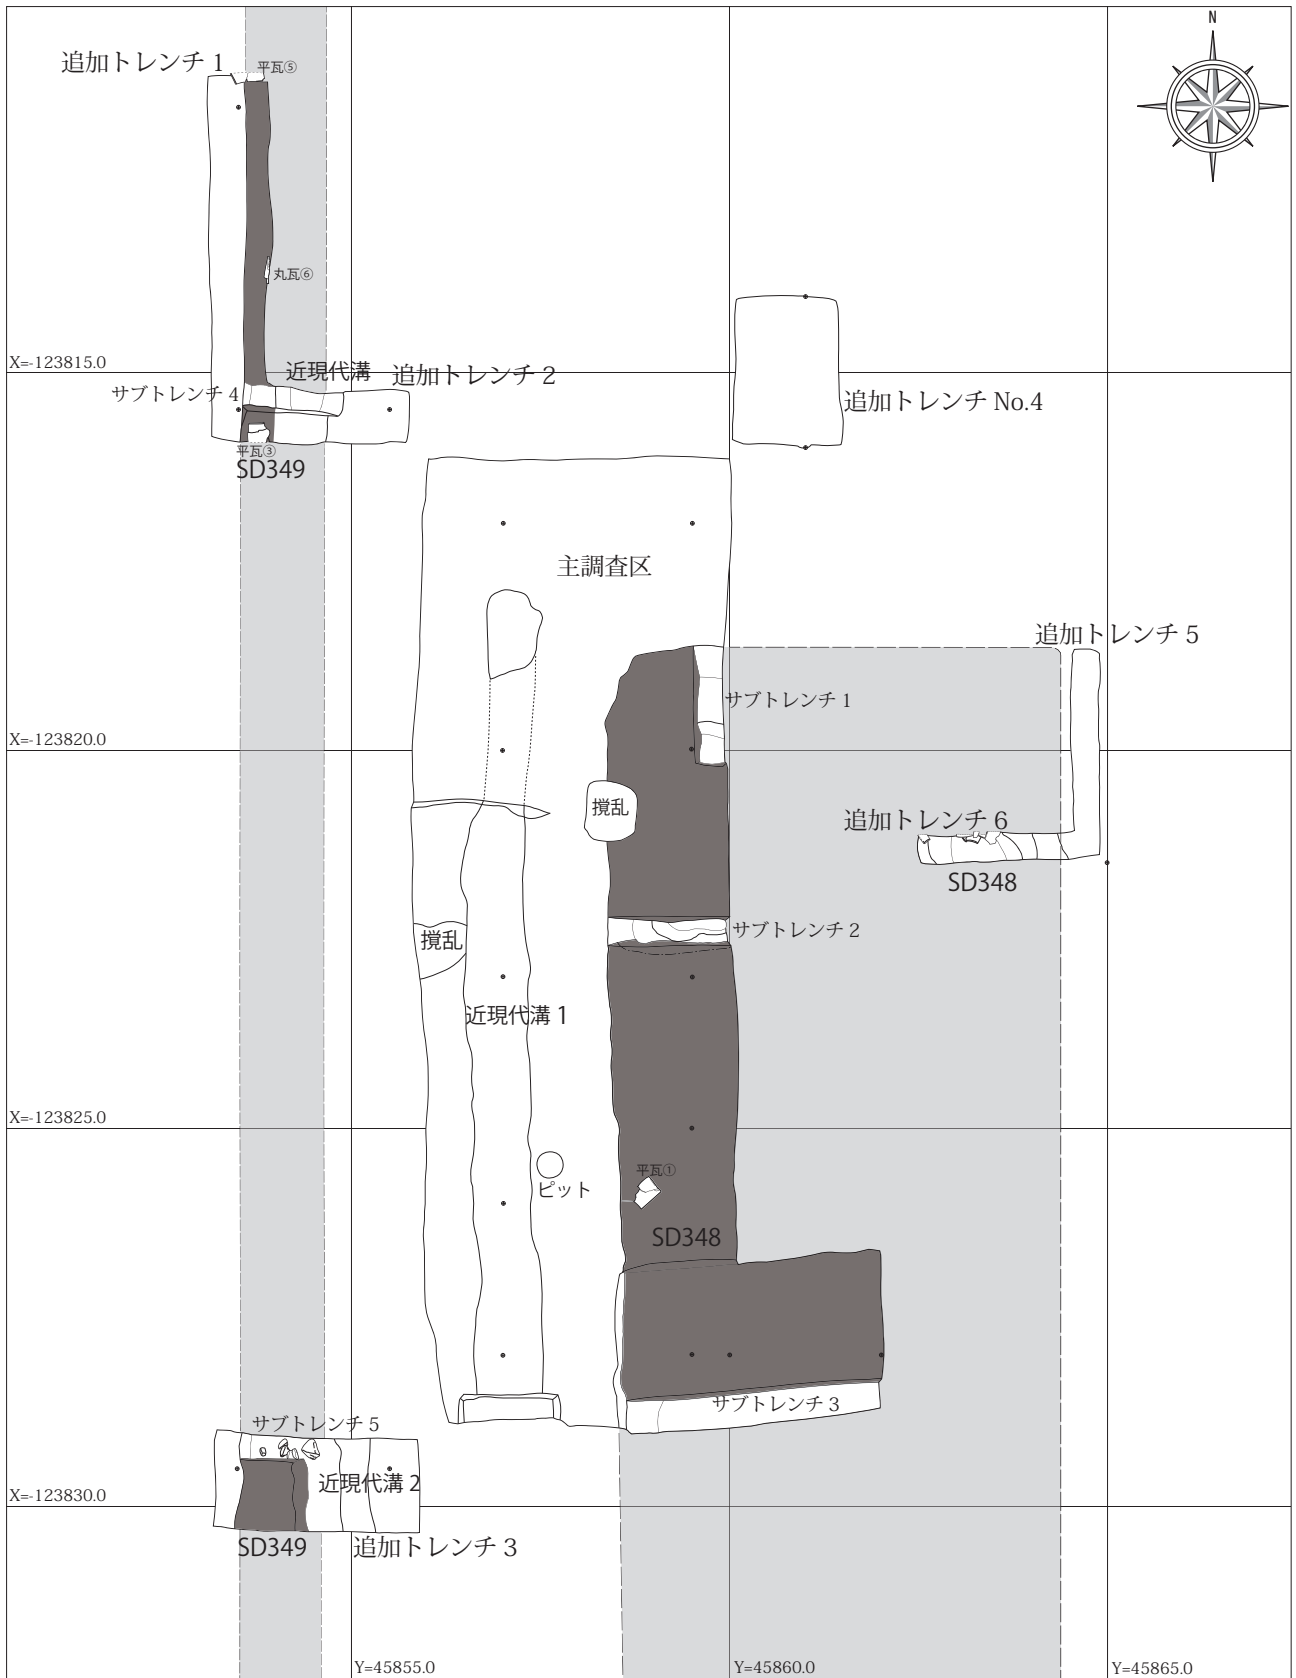 N
追加トレンチ 1
平瓦⑤
丸瓦⑥
X=-123815.0
近現代溝
追加トレンチ 2
サブトレンチ 4
追加トレンチ No.4
平瓦③
SD349
主調査区
追加トレンチ 5
サブトレンチ 1
X=-123820.0
撹乱
追加トレンチ 6
SD348
サブトレンチ 2
撹乱
近現代溝 1
X=-123825.0
平瓦①
ピット
SD348
サブトレンチ 3
サブトレンチ 5
近現代溝 2
X=-123830.0
SD349
追加トレンチ 3
Y=45855.0
Y=45860.0
Y=45865.0